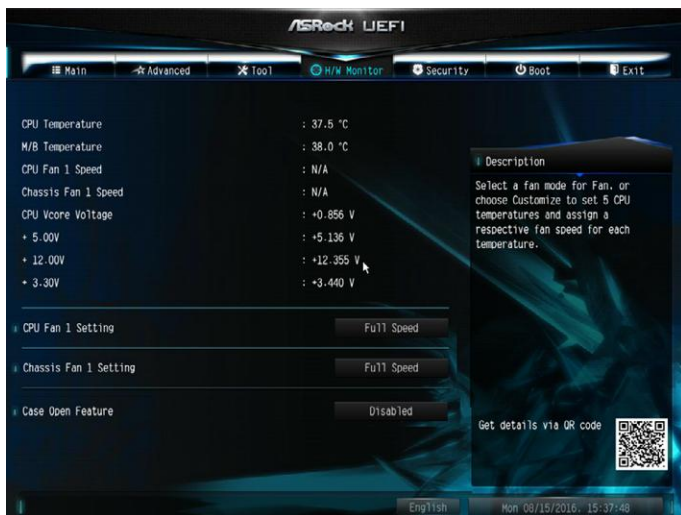 ASRock UEFI
Main Advanced Tool H/W Monitor Security Boot Exit
CPU Temperature : 37.5 °C
M/B Temperature : 38.0 °C
CPU Fan 1 Speed : N/A
Chassis Fan 1 Speed : N/A
CPU Vcore Voltage : +0.856 V
+ 5.00V : +5.136 V
+ 12.00V : +12.355 V
+ 3.30V : +3.440 V
CPU Fan 1 Setting Full Speed
Chassis Fan 1 Setting Full Speed
Case Open Feature Disabled
Description
Select a fan mode for Fan, or
choose Customize to set 5 CPU
temperatures and assign a
respective fan speed for each
temperature.
Get details via QR code
English Mon 08/15/2016. 15:37:48